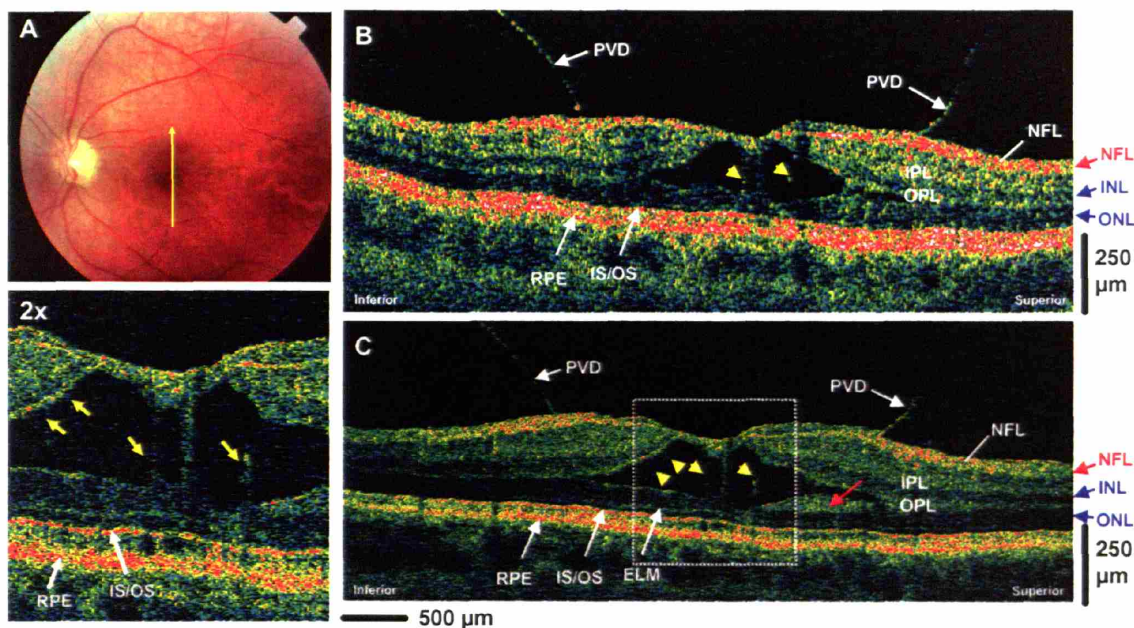 A
B
PVD
PVD
NFL
NFL
IPL
OPL
INL
ONL
RPE
IS/OS
Inferior
Superior
250
µm
2x
RPE
IS/OS
C
PVD
PVD
NFL
NFL
IPL
OPL
INL
ONL
RPE
IS/OS
ELM
Inferior
Superior
250
µm
500 µm